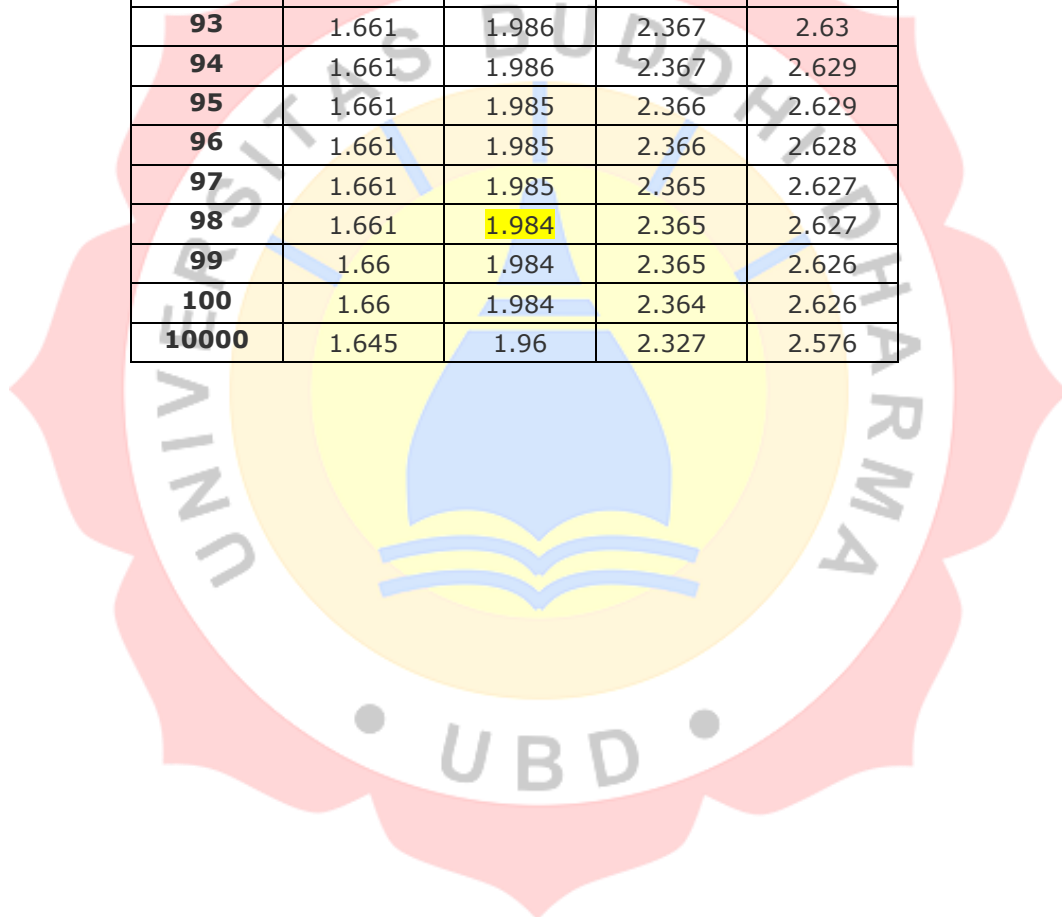 93 1.661 1.986 2.367 2.63
94 1.661 1.986 2.367 2.629
95 1.661 1.985 2.366 2.629
96 1.661 1.985 2.366 2.628
97 1.661 1.985 2.365 2.627
98 1.661 1.984 2.365 2.627
99 1.66 1.984 2.365 2.626
100 1.66 1.984 2.364 2.626
10000 1.645 1.96 2.327 2.576
UNIVERSITAS BUDDHI DHARMA
• UBD •